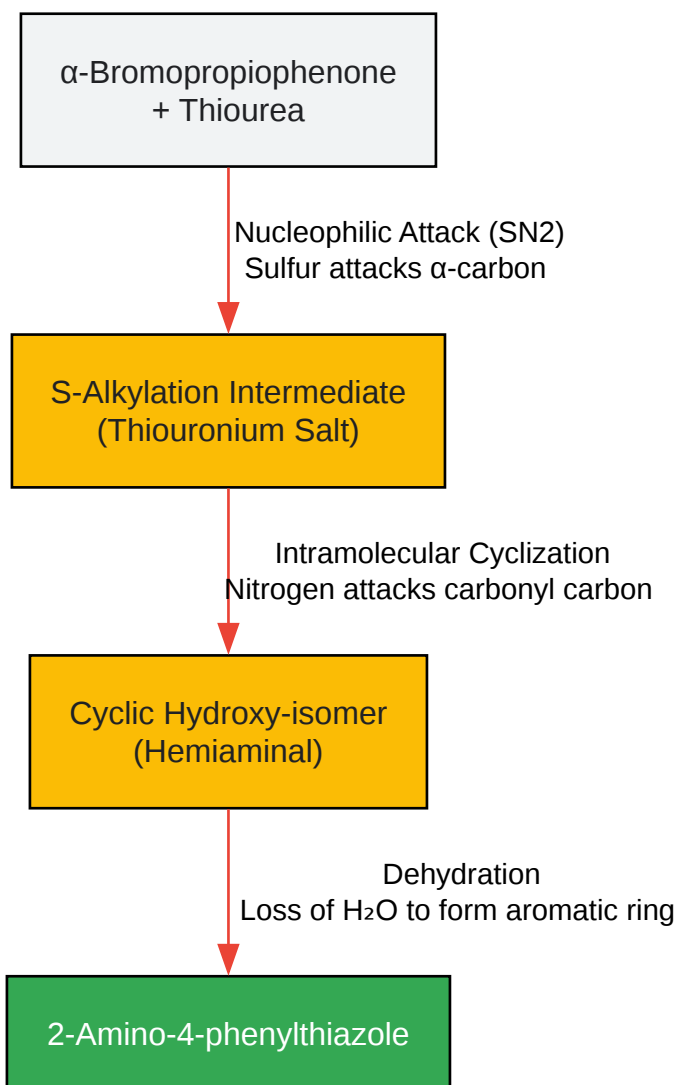 α-Bromopropiophenone
+ Thiourea
Nucleophilic Attack (SN2)
Sulfur attacks α-carbon
S-Alkylation Intermediate
(Thiouronium Salt)
Intramolecular Cyclization
Nitrogen attacks carbonyl carbon
Cyclic Hydroxy-isomer
(Hemiaminal)
Dehydration
Loss of H₂O to form aromatic ring
2-Amino-4-phenylthiazole